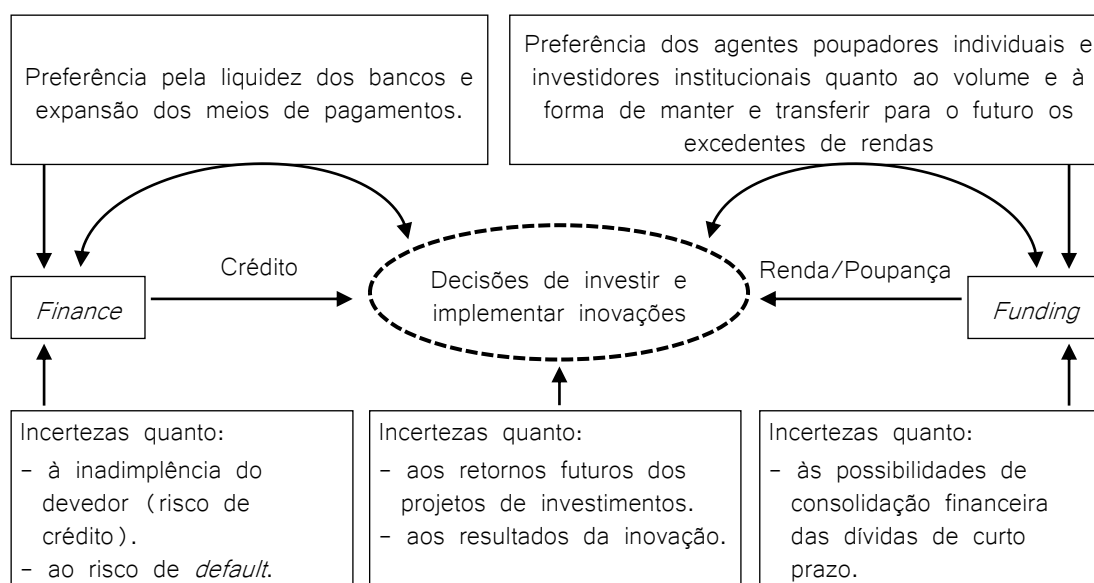 Preferência pela liquidez dos bancos e
expansão dos meios de pagamentos.
Preferência dos agentes poupadores individuais e
investidores institucionais quanto ao volume e à
forma de manter e transferir para o futuro os
excedentes de rendas
Crédito
Renda/Poupança
Finance
Decisões de investir e
implementar inovações
Funding
Incertezas quanto:
- à inadimplência do
devedor (risco de
crédito).
- ao risco de default.
Incertezas quanto:
- aos retornos futuros dos
projetos de investimentos.
- aos resultados da inovação.
Incertezas quanto:
- às possibilidades de
consolidação financeira
das dívidas de curto
prazo.